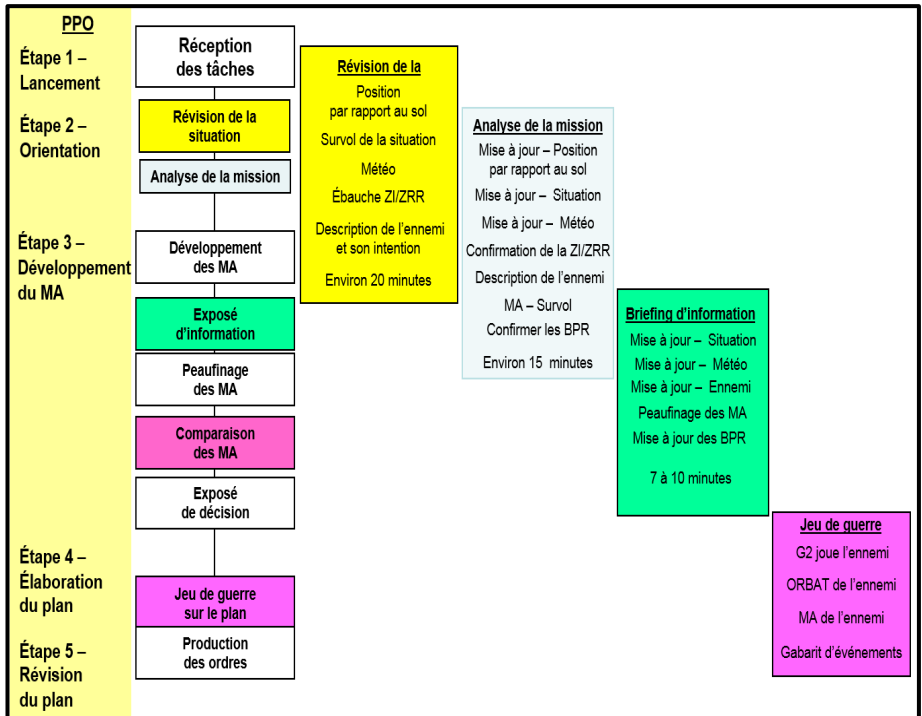 PPO
Étape 1 –
Lancement
Étape 2 –
Orientation
Étape 3 –
Développement
du MA
Étape 4 –
Élaboration
du plan
Étape 5 –
Révision
du plan
Réception
des tâches
Révision de la
situation
Analyse de la mission
Développement
des MA
Exposé
d'information
Peaufinage
des MA
Comparaison
des MA
Exposé
de décision
Jeu de guerre
sur le plan
Production
des ordres
Révision de la
Position
par rapport au sol
Survol de la situation
Météo
Ébauche ZI/ZRR
Description de l'ennemi
et son intention
Environ 20 minutes
Analyse de la mission
Mise à jour – Position
par rapport au sol
Mise à jour – Situation
Mise à jour – Météo
Confirmation de la ZI/ZRR
Description de l'ennemi
MA – Survol
Confirmer les BPR
Environ 15 minutes
Briefing d'information
Mise à jour – Situation
Mise à jour – Météo
Mise à jour – Ennemi
Peaufinage des MA
Mise à jour des BPR
7 à 10 minutes
Jeu de guerre
G2 joue l'ennemi
ORBAT de l'ennemi
MA de l'ennemi
Gabarit d'événements